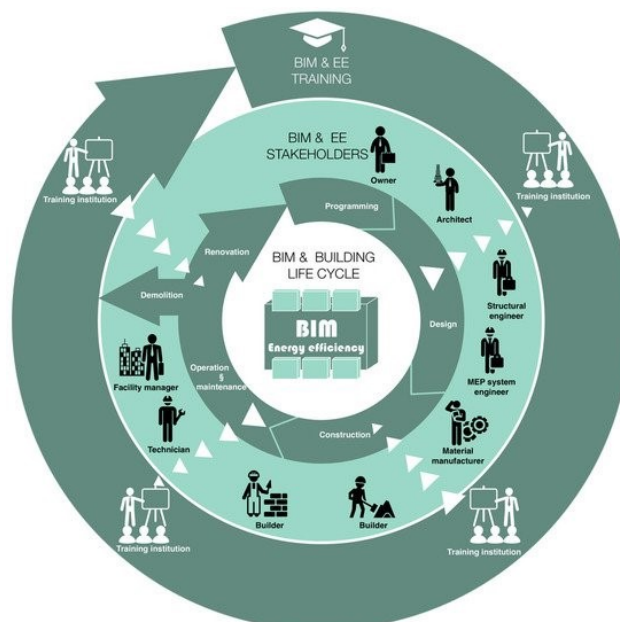 BIM & EE
TRAINING
BIM & EE
STAKEHOLDERS
Owner
Architect
Training institution
Training institution
Programming
Renovation
BIM & BUILDING
LIFE CYCLE
Demolition
BIM
Energy efficiency
Design
Structural
engineer
Facility manager
Operation
§
maintenance
MEP system
engineer
Technician
Construction
Material
manufacturer
Builder
Builder
Training institution
Training institution